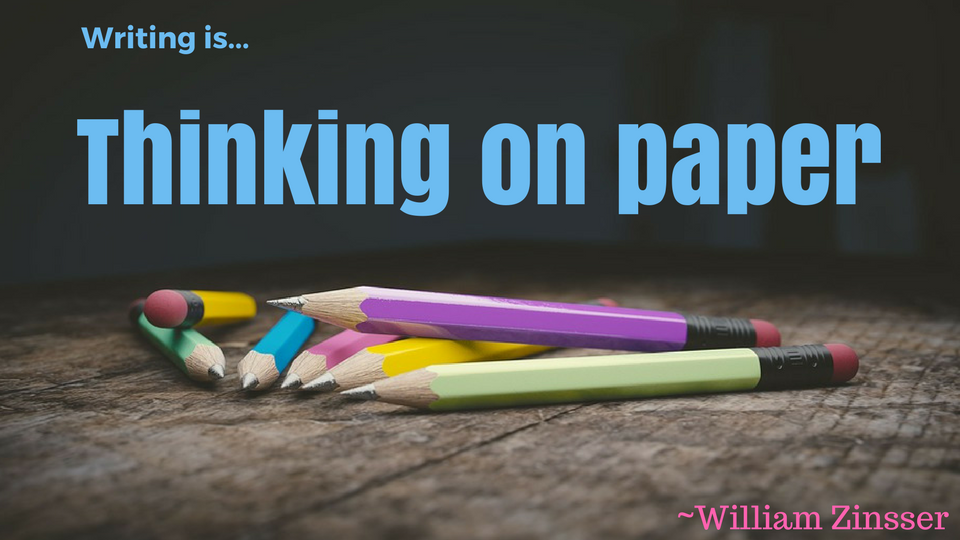 Writing is...
Thinking on paper
~William Zinsser